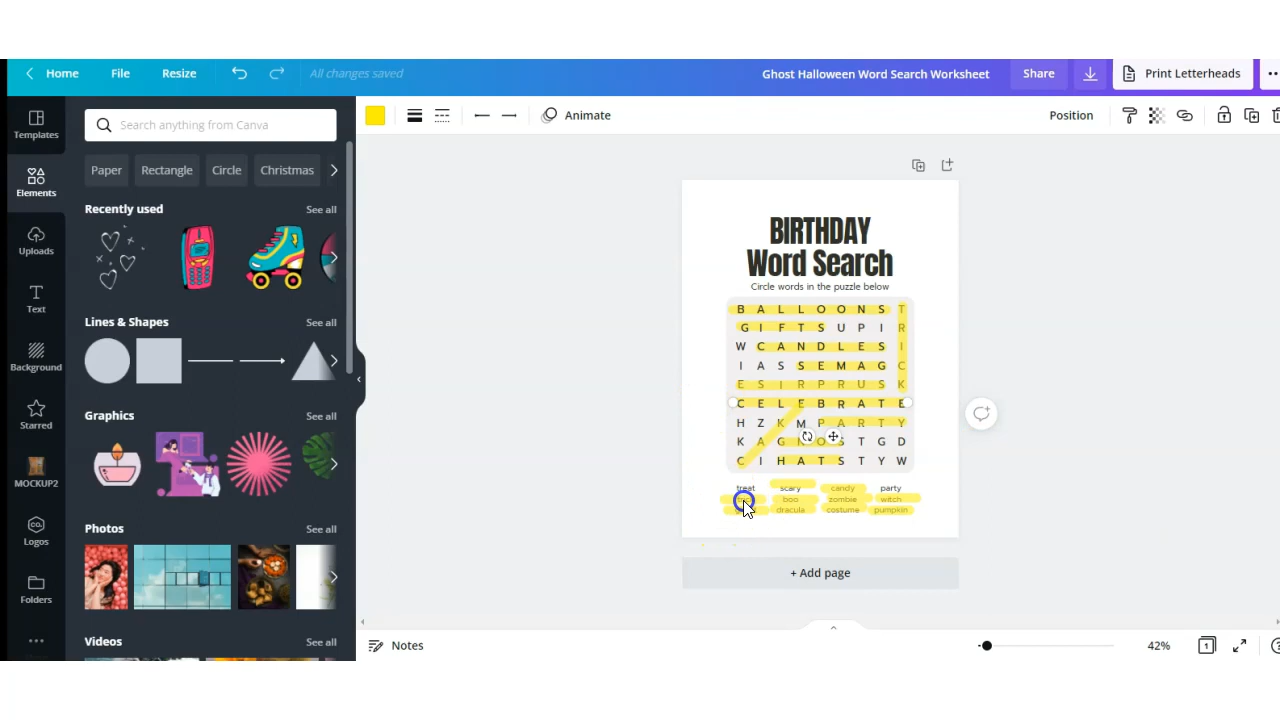 Home File Resize All changes saved Ghost Halloween Word Search Worksheet Share Print Letterheads
Animate Position
Templates
Elements
Uploads
Text
Background
Starred
MOCKUP2
Logos
Folders
Search anything from Canva
Paper Rectangle Circle Christmas
Recently used See all
Lines & Shapes See all
Graphics See all
Photos See all
Videos See all
BIRTHDAY
Word Search
Circle words in the puzzle below
B A L L O O N S T
G I F T S U P I R
W C A N D L E S I
I A S S E M A G C
E S I R P R U S K
C E L E B R A T E
H Z K M P A R T Y
K A G N O S T G D
C I H A T S T Y W
treat scary candy party
boo zombie witch
dracula costume pumpkin
+ Add page
Notes 42% 1